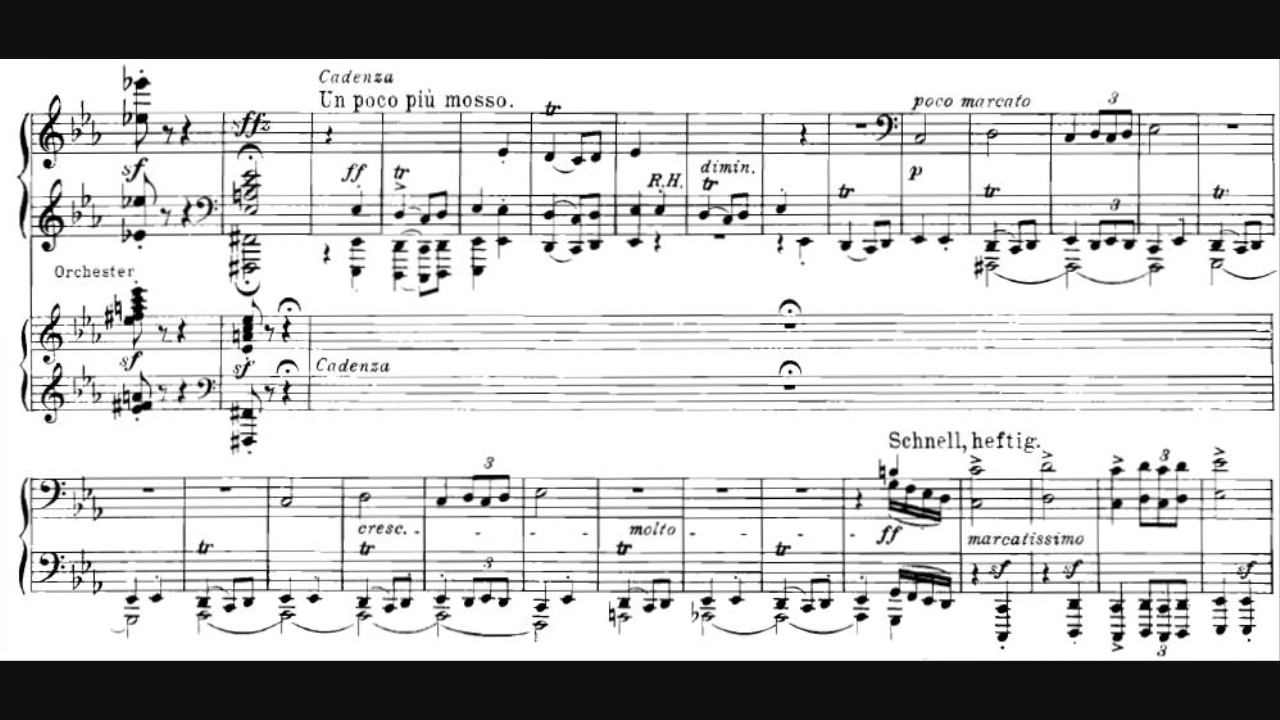 Cadenza
Un poco più mosso.
tr
poco marcato
3
sffz
sf
ff
tr
dimin.
p
R.H.
tr
tr
tr
3
tr
Orchester
sf
sf
Cadenza
Schnell, heftig.
3
3
cresc. - - - molto - - - ff
marcatissimo
tr
tr
3
tr
tr
sf
sf
sf
3